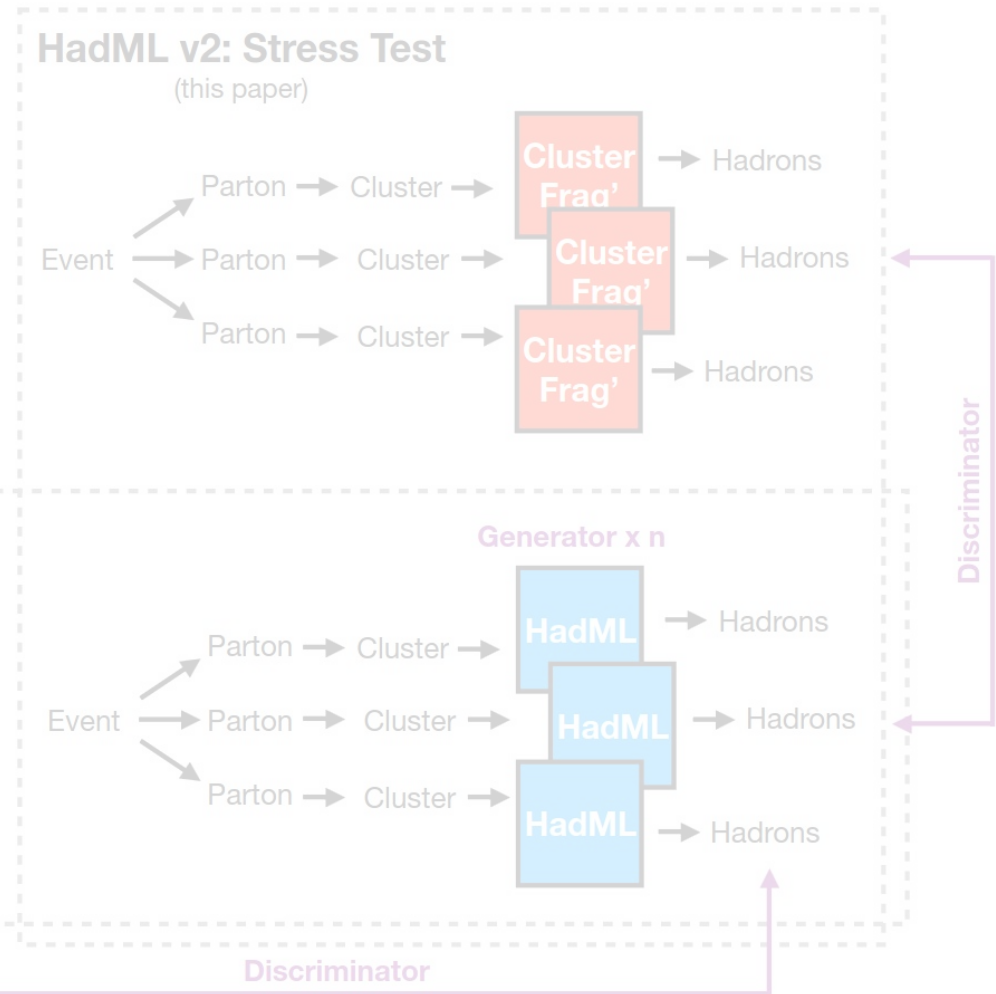 HadML v2: Stress Test
(this paper)
Cluster
Frag’
Hadrons
Parton
Cluster
Event
Parton
Cluster
Cluster
Frag’
Hadrons
Parton
Cluster
Cluster
Frag’
Hadrons
Discriminator
Generator x n
HadML
Hadrons
Parton
Cluster
Event
Parton
Cluster
HadML
Hadrons
Parton
Cluster
HadML
Hadrons
Discriminator